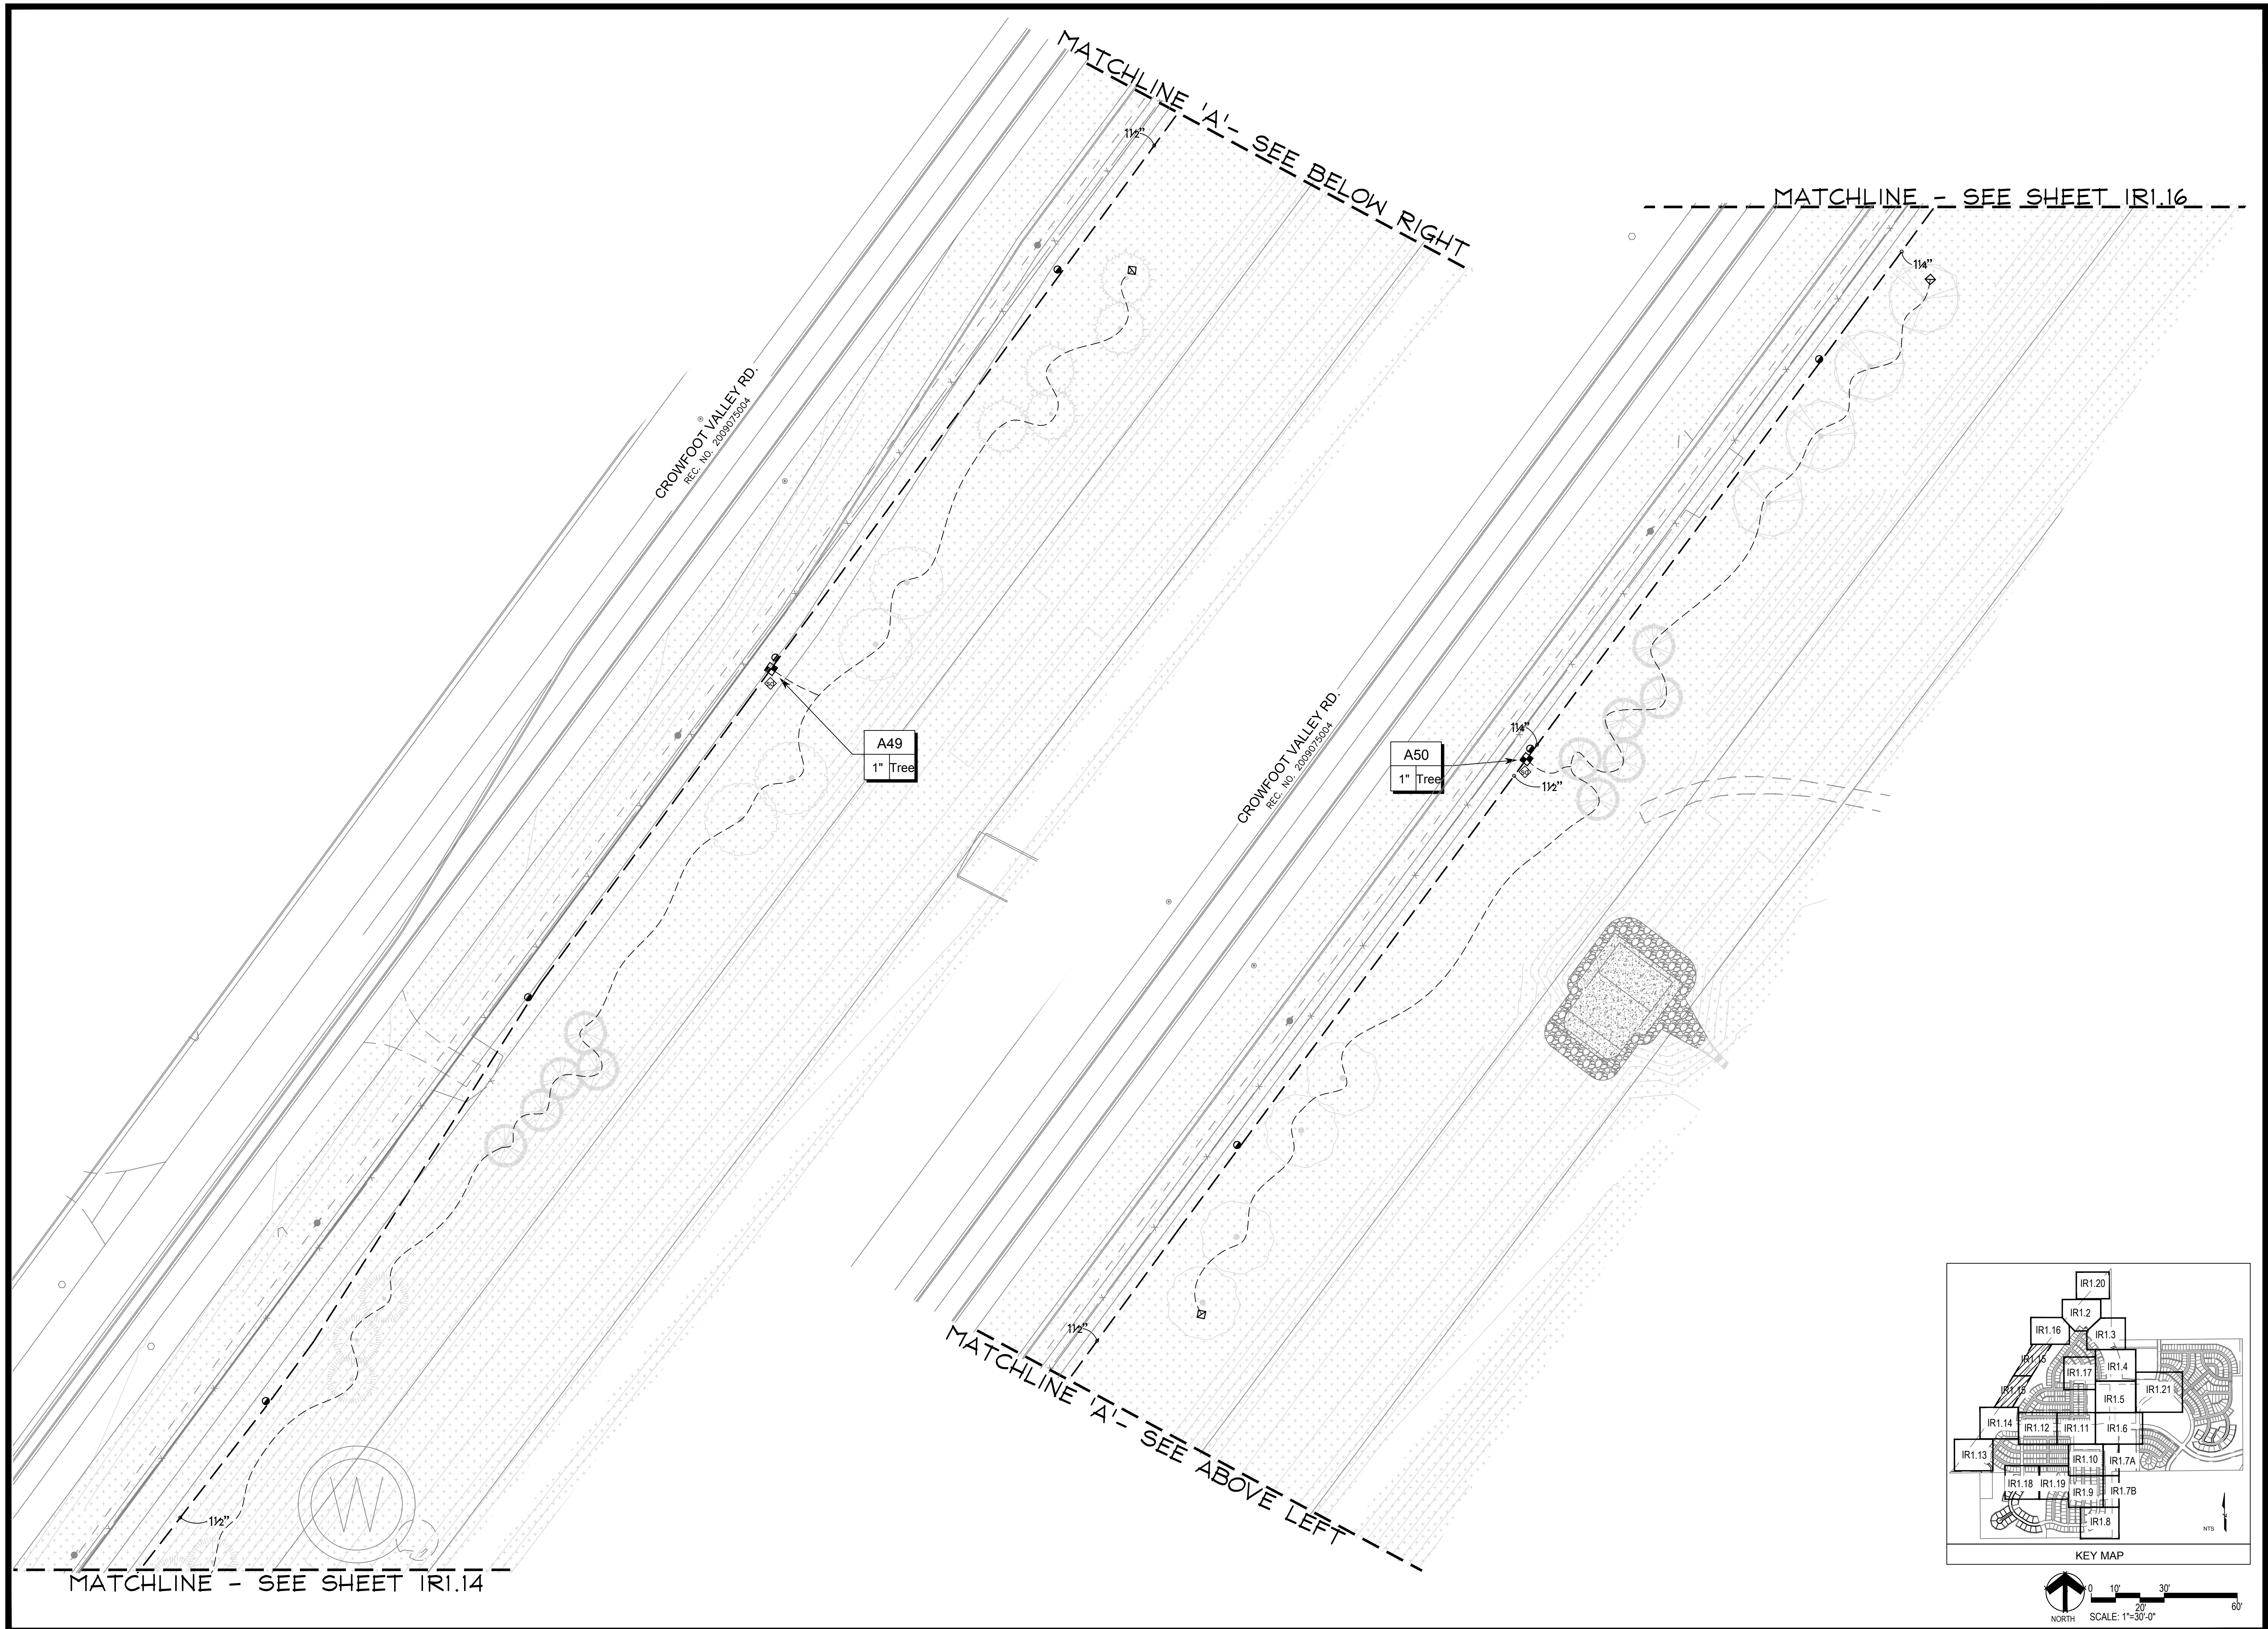 MATCHLINE 'A' - SEE BELOW RIGHT
1½"
MATCHLINE - SEE SHEET IR1.16
1¼"
CROWFOOT VALLEY RD.
REC. NO. 2009075004
A49
1" Tree
CROWFOOT VALLEY RD.
REC. NO. 2009075004
1¼"
A50
1" Tree
1½"
1½"
MATCHLINE 'A' - SEE ABOVE LEFT
W
1½"
MATCHLINE - SEE SHEET IR1.14
IR1.20
IR1.2
IR1.16
IR1.3
IR1.15
IR1.4
IR1.17
IR1.21
IR1.15
IR1.5
IR1.14
IR1.12
IR1.11
IR1.6
IR1.13
IR1.10
IR1.7A
IR1.18
IR1.19
IR1.9
IR1.7B
IR1.8
NTS
KEY MAP
0 10' 30'
20' 60'
NORTH
SCALE: 1"=30'-0"